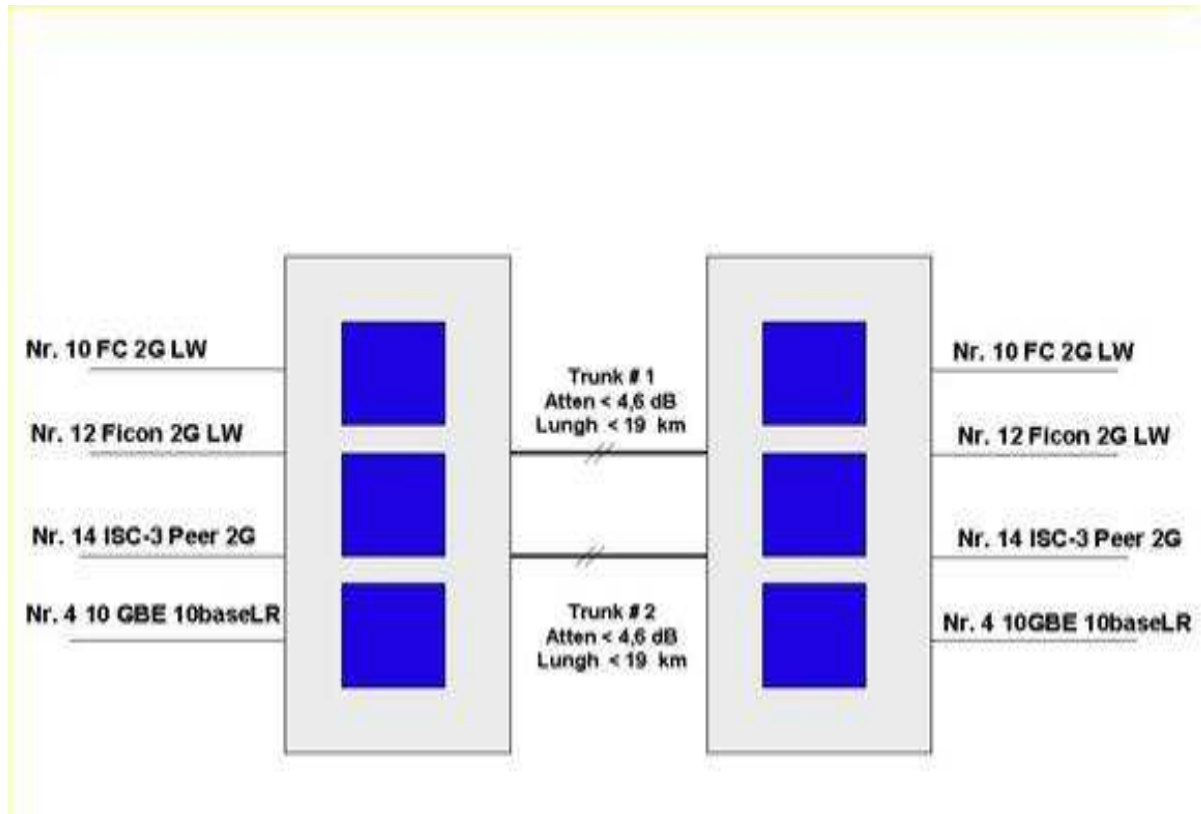 Nr. 10 FC 2G LW
Nr. 12 Ficon 2G LW
Nr. 14 ISC-3 Peer 2G
Nr. 4 10 GBE 10baseLR
Trunk # 1
Atten < 4,6 dB
Lungh < 19 km
Trunk # 2
Atten < 4,6 dB
Lungh < 19 km
Nr. 10 FC 2G LW
Nr. 12 Ficon 2G LW
Nr. 14 ISC-3 Peer 2G
Nr. 4 10GBE 10baseLR